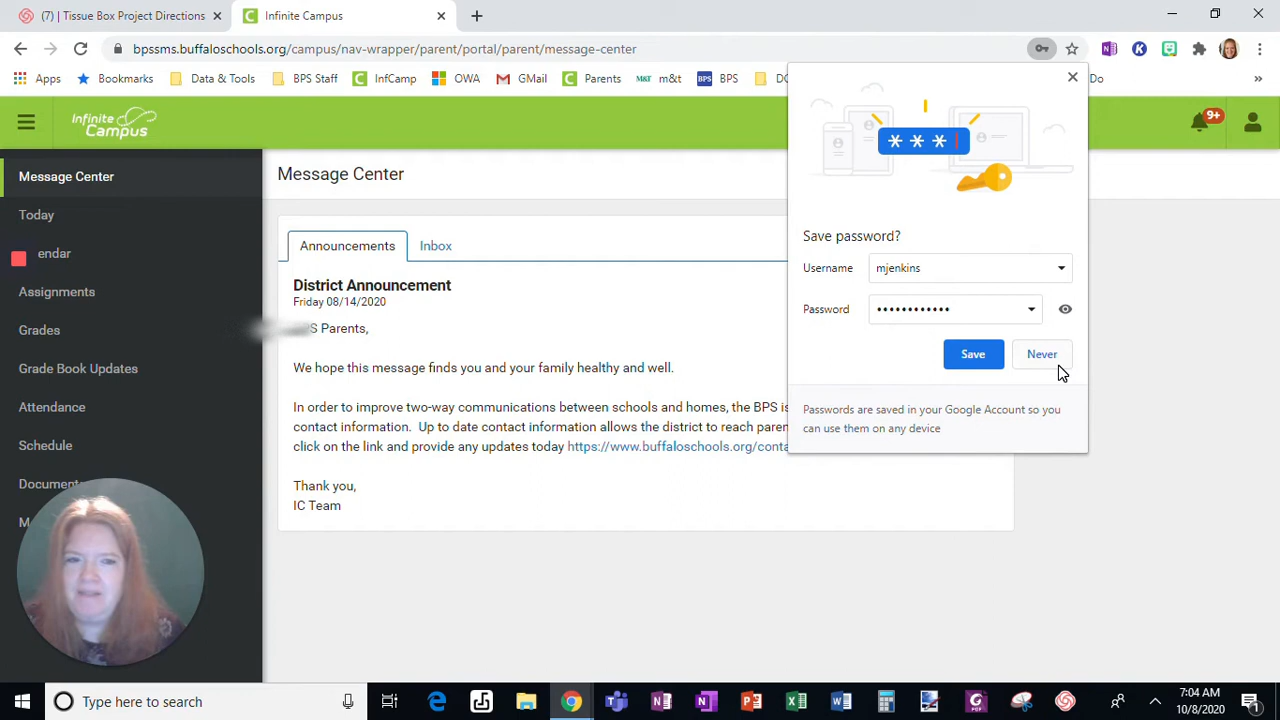 (7) | Tissue Box Project Directions
Infinite Campus
bpssms.buffaloschools.org/campus/nav-wrapper/parent/portal/parent/message-center
Apps
Bookmarks
Data & Tools
BPS Staff
InfCamp
OWA
GMail
Parents
M&T m&t
BPS BPS
Do
»
Infinite Campus
9+
Message Center
Today
endar
Assignments
Grades
Grade Book Updates
Attendance
Schedule
Message Center
Announcements
Inbox
District Announcement
Friday 08/14/2020
S Parents,
We hope this message finds you and your family healthy and well.
In order to improve two-way communications between schools and homes, the BPS is
contact information. Up to date contact information allows the district to reach paren
click on the link and provide any updates today https://www.buffaloschools.org/conta
Thank you,
IC Team
* * * |
Save password?
Username mjenkins
Password ••••••••••••
Save
Never
Passwords are saved in your Google Account so you
can use them on any device
Type here to search
7:04 AM
10/8/2020
1